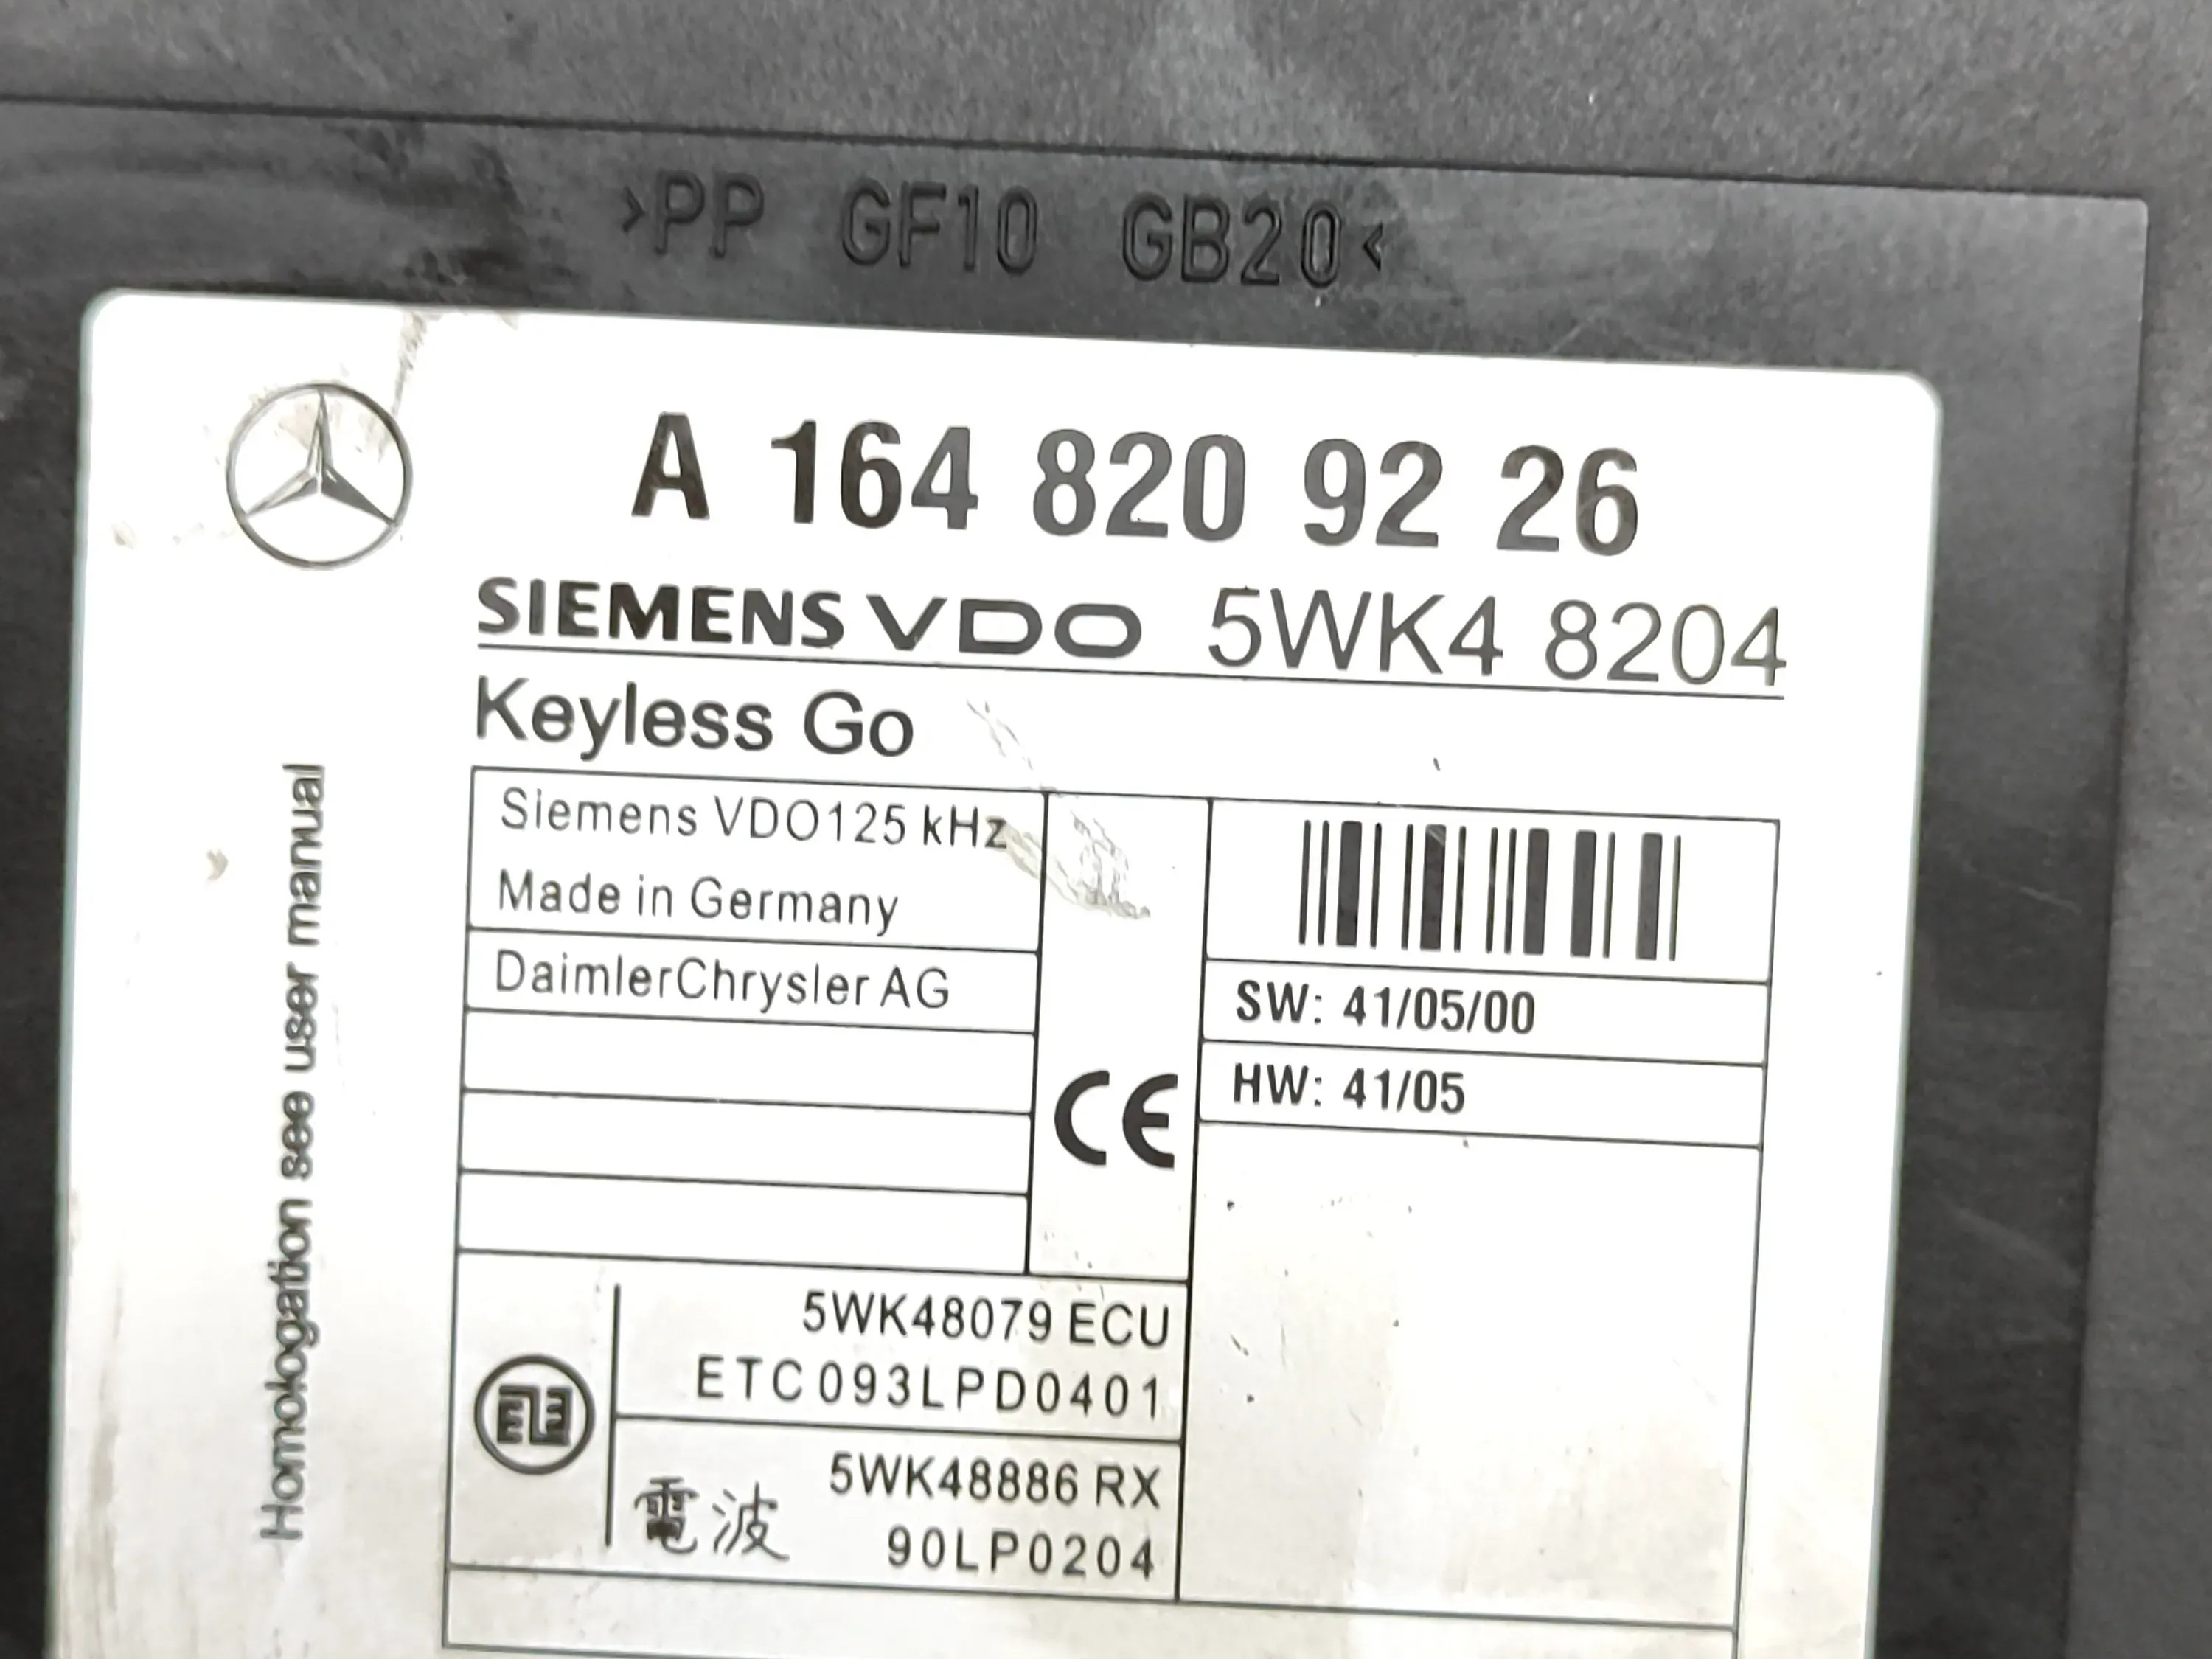 >PP GF10 GB20<
A 164 820 92 26
SIEMENS VDO 5WK4 8204
Keyless Go
Siemens VDO125 kHz
Made in Germany
DaimlerChrysler AG
CE
SW: 41/05/00
HW: 41/05
5WK48079 ECU
ETC093LPD0401
電波
5WK48886 RX
90LP0204
Homologation see user manual